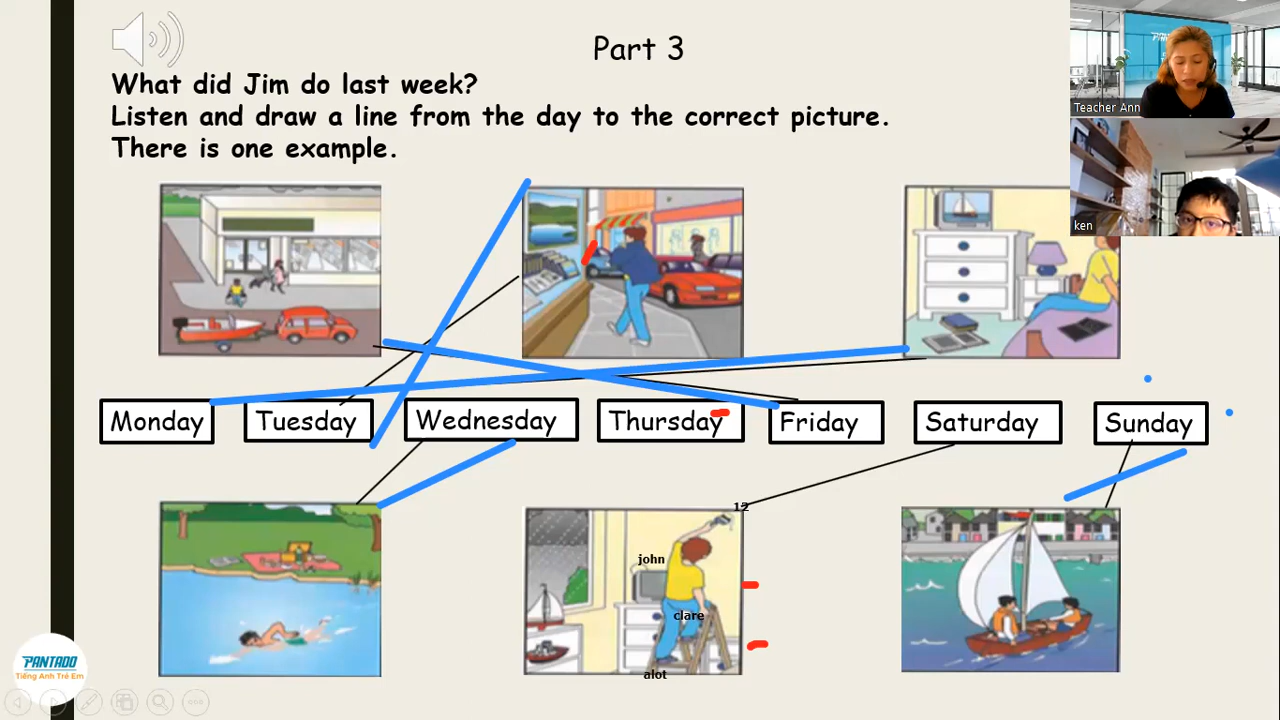 Part 3
What did Jim do last week?
Listen and draw a line from the day to the correct picture.
There is one example.
Teacher Ann
ken
Monday
Tuesday
Wednesday
Thursday
Friday
Saturday
Sunday
12
john
clare
alot
PANTADO
Tiếng Anh Trẻ Em